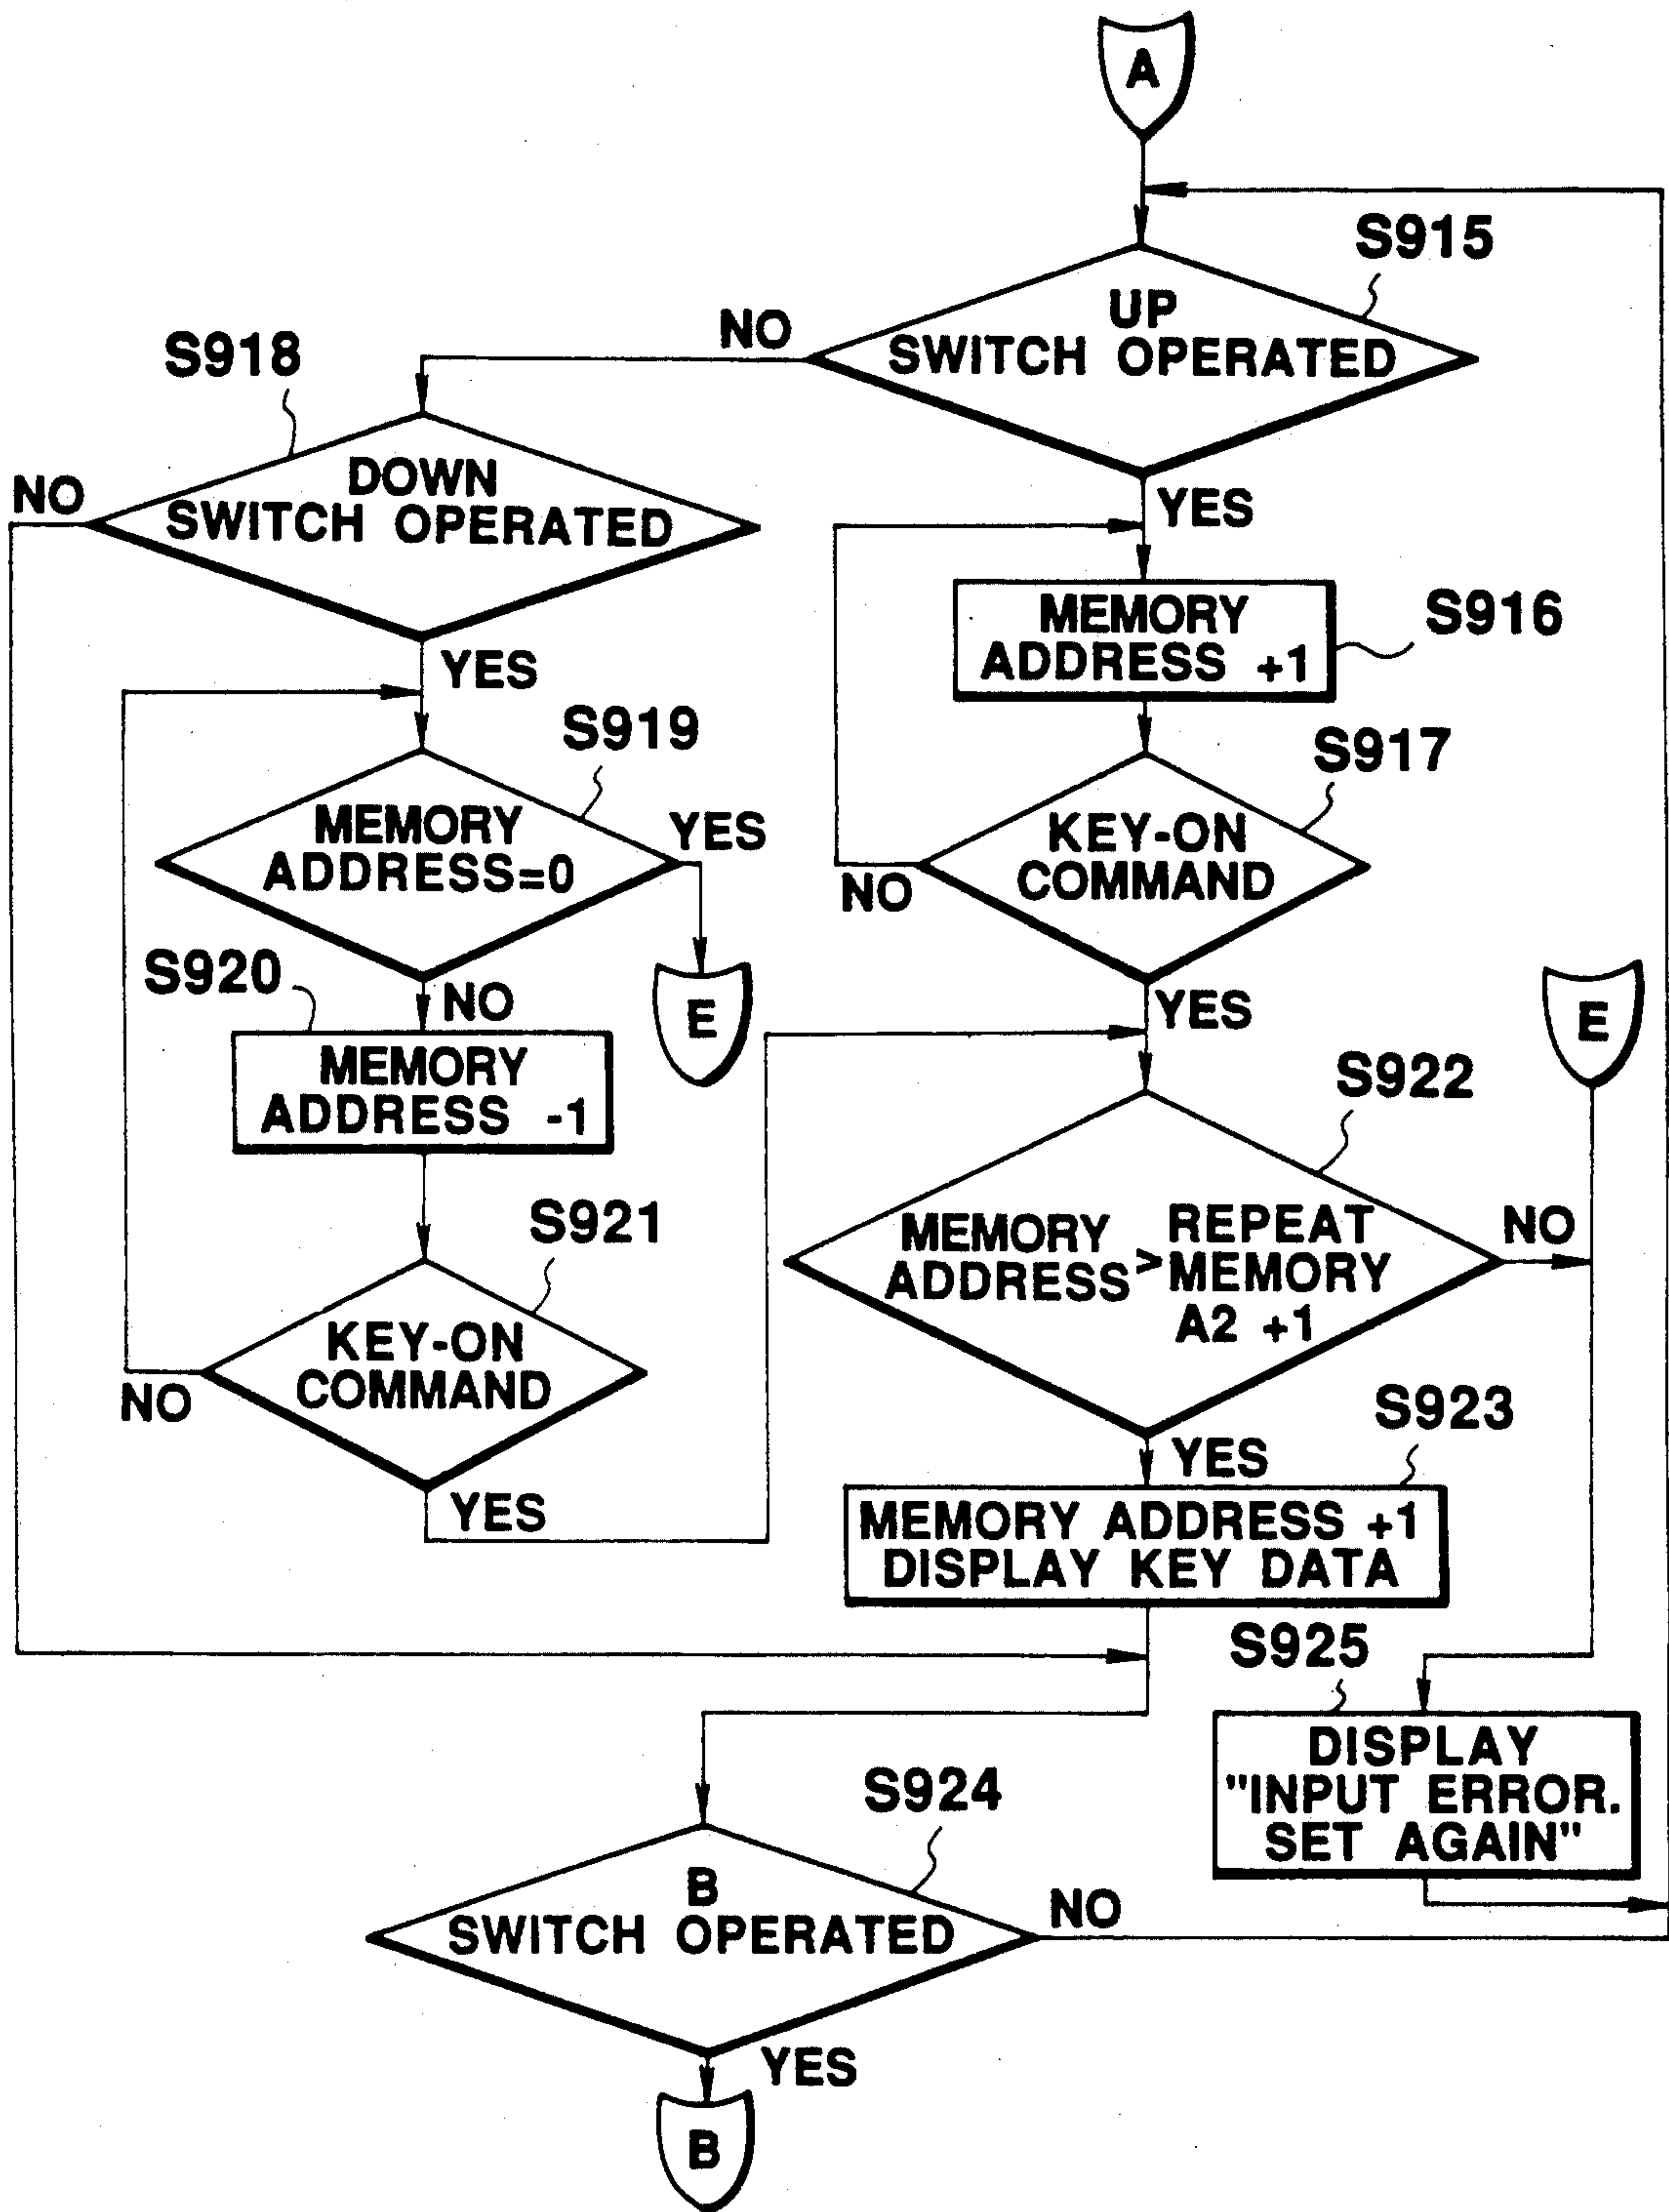 A
S915
UP
SWITCH OPERATED
NO
YES
S918
DOWN
SWITCH OPERATED
NO
YES
MEMORY
ADDRESS +1
S916
S919
MEMORY
ADDRESS=0
YES
NO
E
S917
KEY-ON
COMMAND
NO
YES
S920
MEMORY
ADDRESS -1
E
S921
KEY-ON
COMMAND
NO
YES
S922
MEMORY
ADDRESS > REPEAT
MEMORY
A2 +1
NO
YES
S923
MEMORY ADDRESS +1
DISPLAY KEY DATA
S925
DISPLAY
"INPUT ERROR.
SET AGAIN"
S924
B
SWITCH OPERATED
NO
YES
B